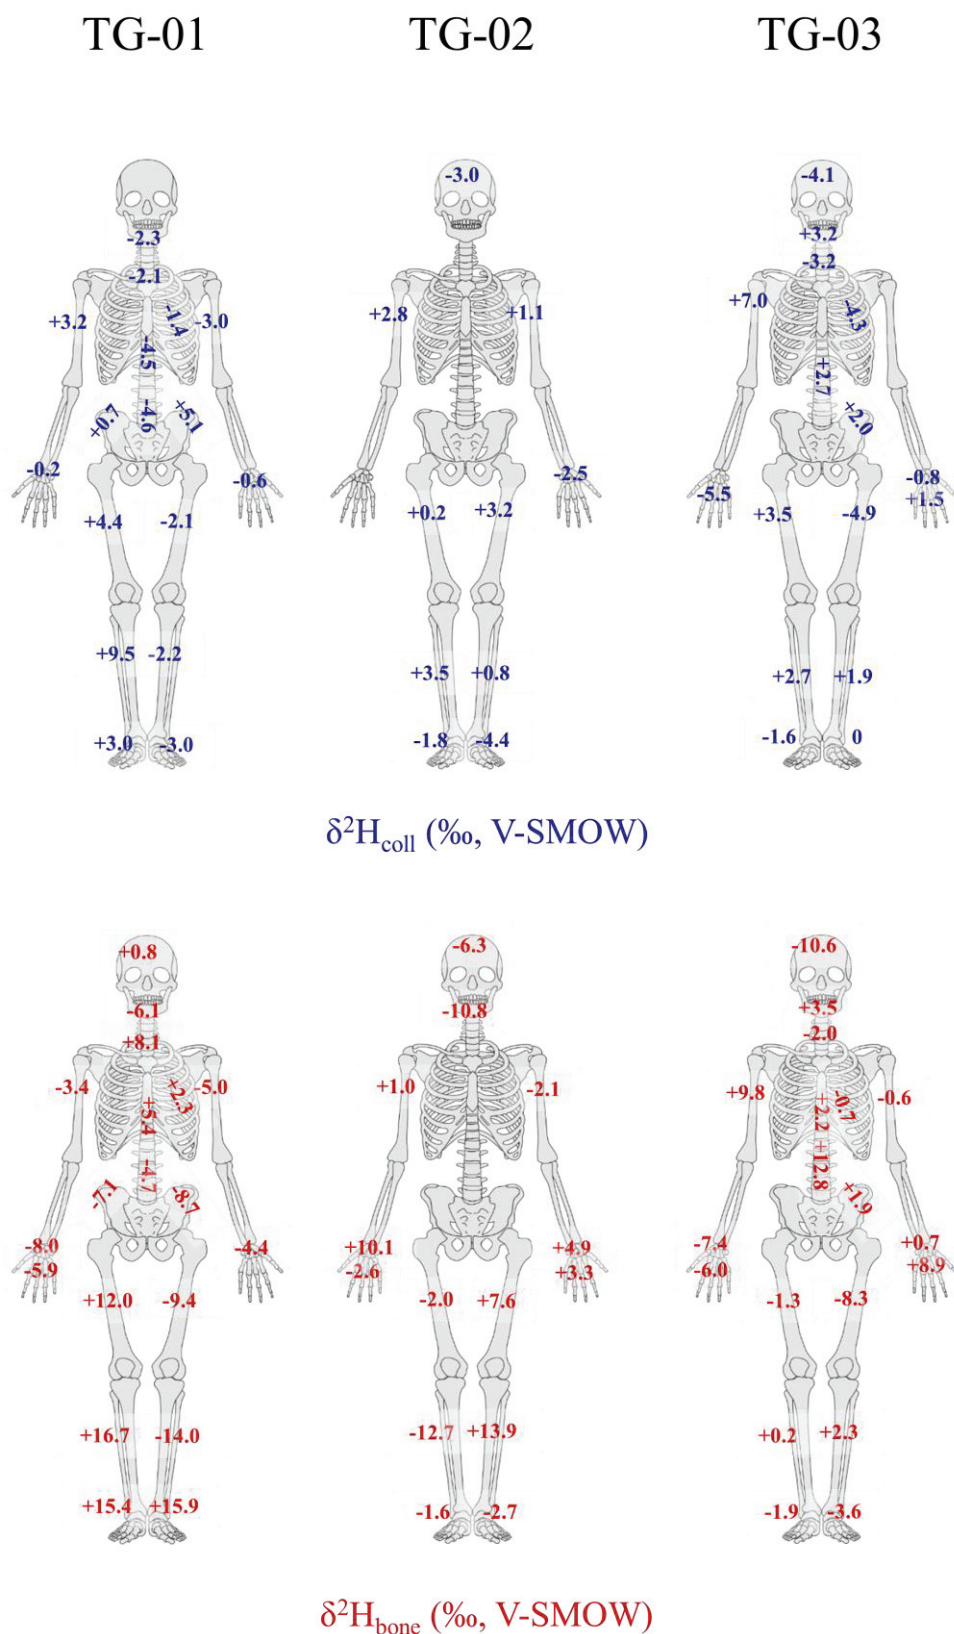 TG-01 TG-02 TG-03
-3.0 -4.1
-2.3 +3.2
-2.1 -3.2
+3.2 -1.4 -3.0 +2.8 +1.1 +7.0 -4.3
-4.5 +2.7
+0.7 -4.6 +5.1 +2.0
-0.2 -0.6 -2.5 -5.5 -0.8
+1.5
+4.4 -2.1 +0.2 +3.2 +3.5 -4.9
+9.5 -2.2 +3.5 +0.8 +2.7 +1.9
+3.0 -3.0 -1.8 -4.4 -1.6 0
δ²H_coll (‰, V-SMOW)
+0.8 -6.3 -10.6
-6.1 -10.8 +3.5
+8.1 -2.0
-3.4 +2.3 -5.0 +1.0 -2.1 +9.8 -0.7 -0.6
+5.4 +2.2
-7.1 -4.7 -8.7 +12.8 +1.9
-8.0 -4.4 +10.1 +4.9 -7.4 +0.7
-5.9 -2.6 +3.3 -6.0 +8.9
+12.0 -9.4 -2.0 +7.6 -1.3 -8.3
+16.7 -14.0 -12.7 +13.9 +0.2 +2.3
+15.4 +15.9 -1.6 -2.7 -1.9 -3.6
δ²H_bone (‰, V-SMOW)